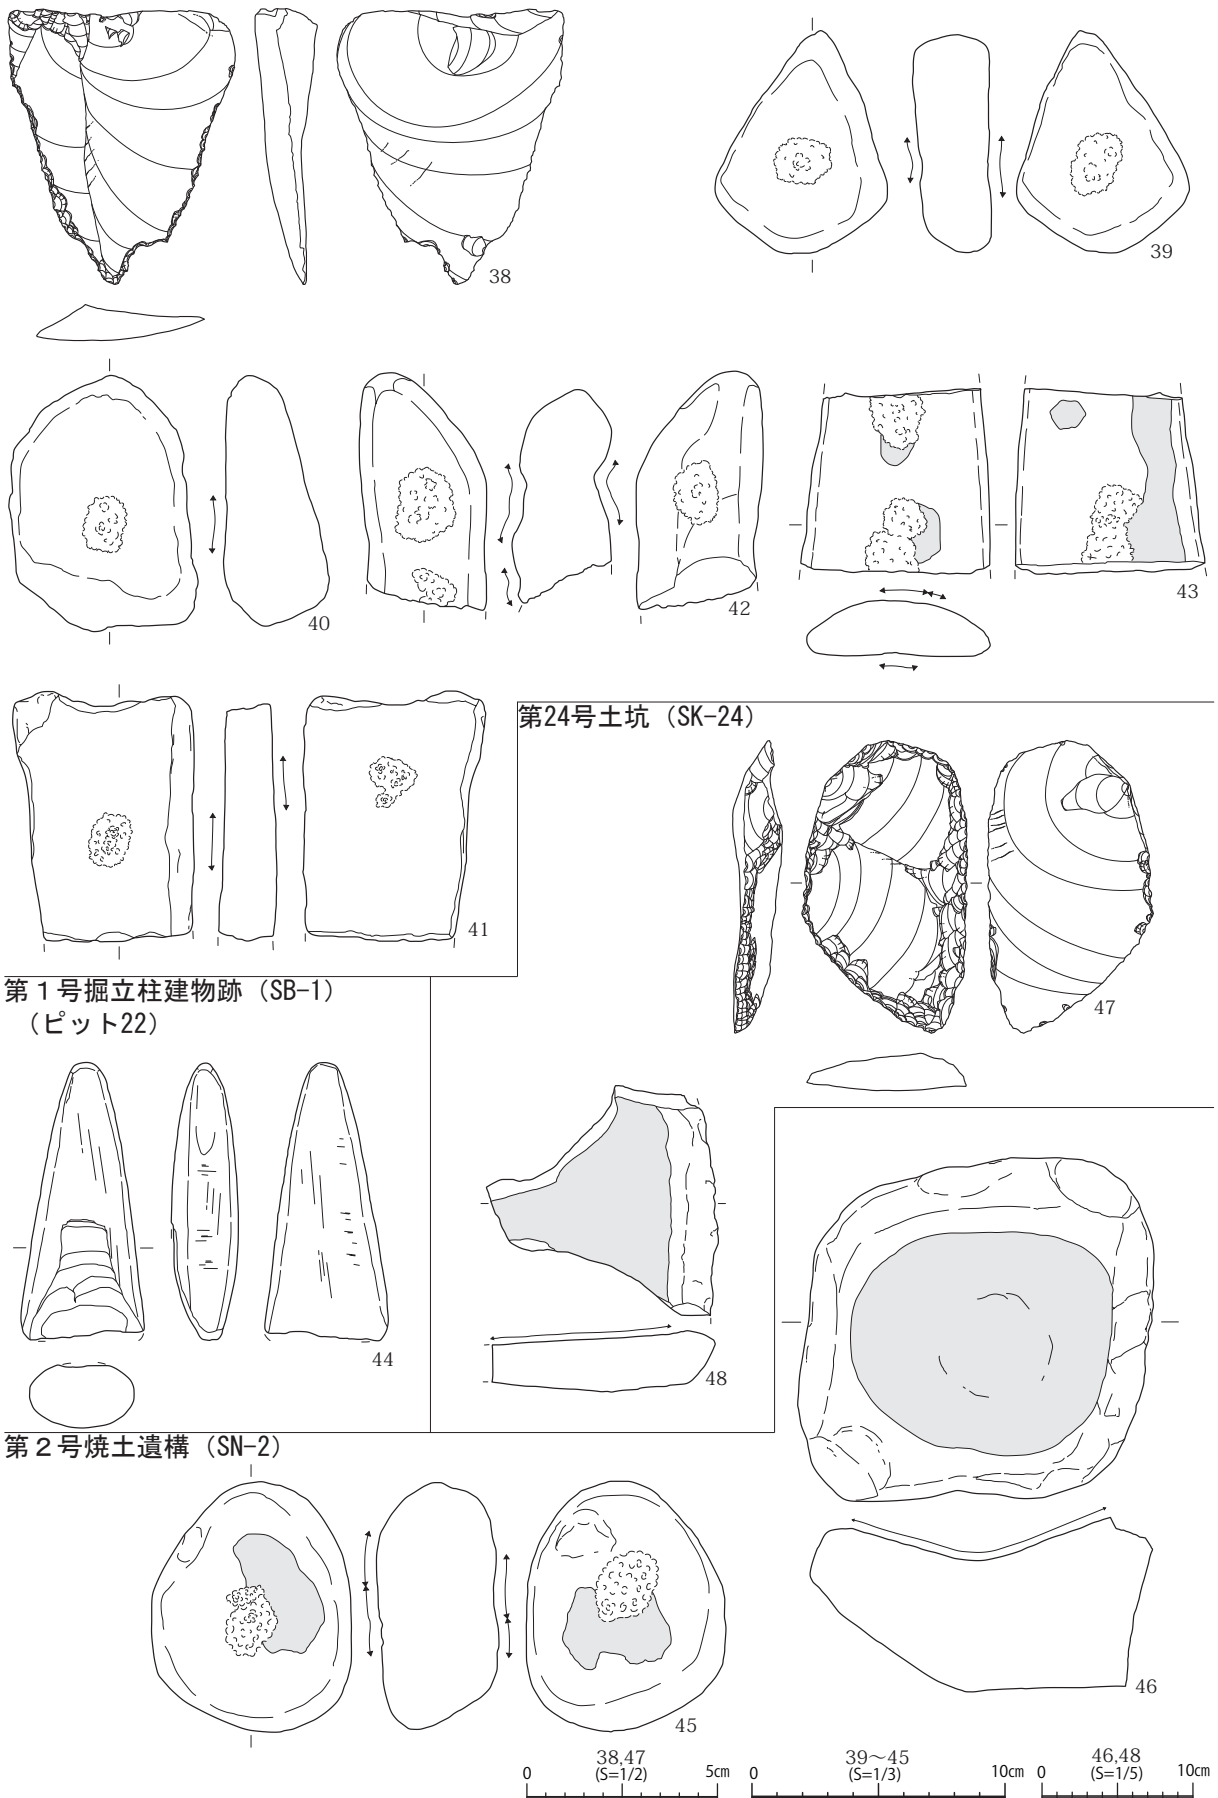 38
39
40
42
43
41
第24号土坑（SK-24）
47
第１号掘立柱建物跡（SB-1）
（ピット22）
44
48
第２号焼土遺構（SN-2）
45
46
38,47
(S=1/2)
0 5cm
39～45
(S=1/3)
0 10cm
46,48
(S=1/5)
0 10cm